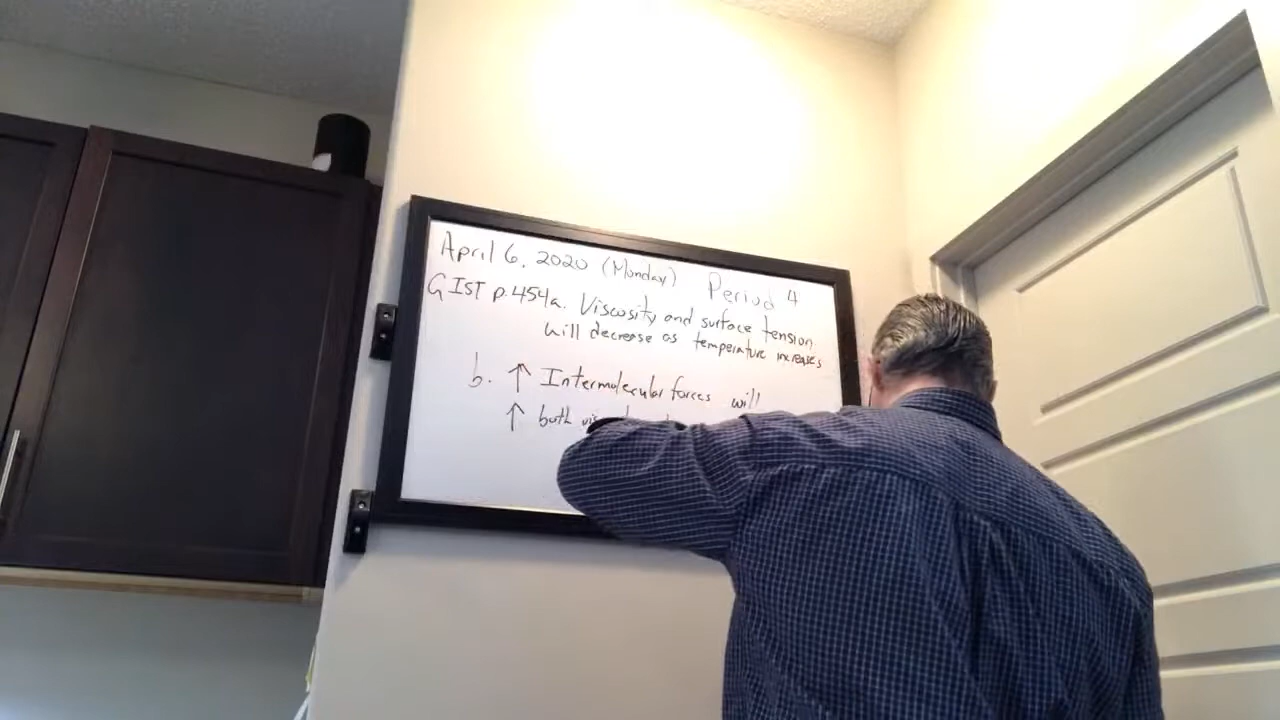 April 6, 2020 (Monday) Period 4
GIST p.454a. Viscosity and surface tension
will decrease as temperature increases
b. ↑ Intermolecular forces will
↑ both